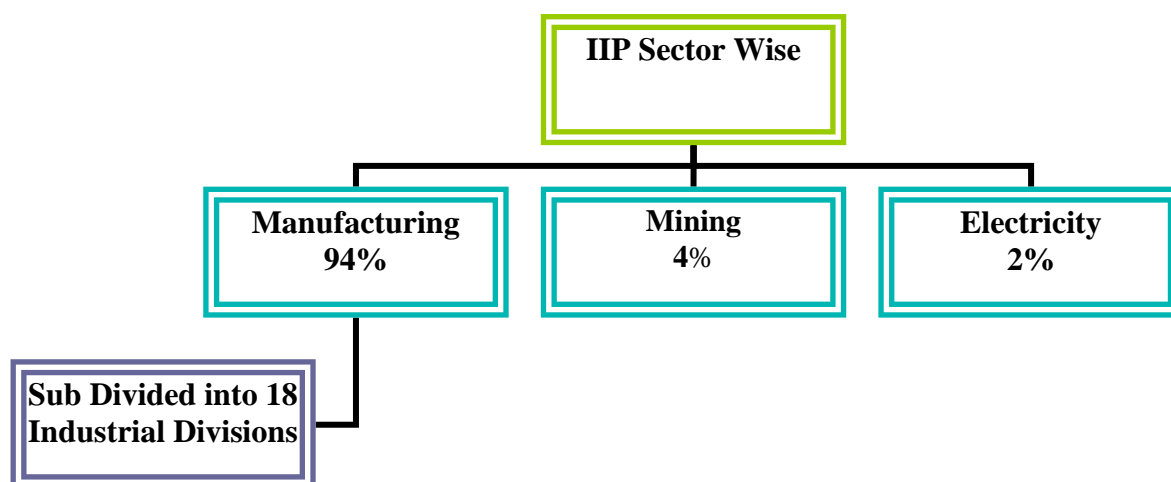 IIP Sector Wise
Manufacturing
94%
Mining
4%
Electricity
2%
Sub Divided into 18
Industrial Divisions